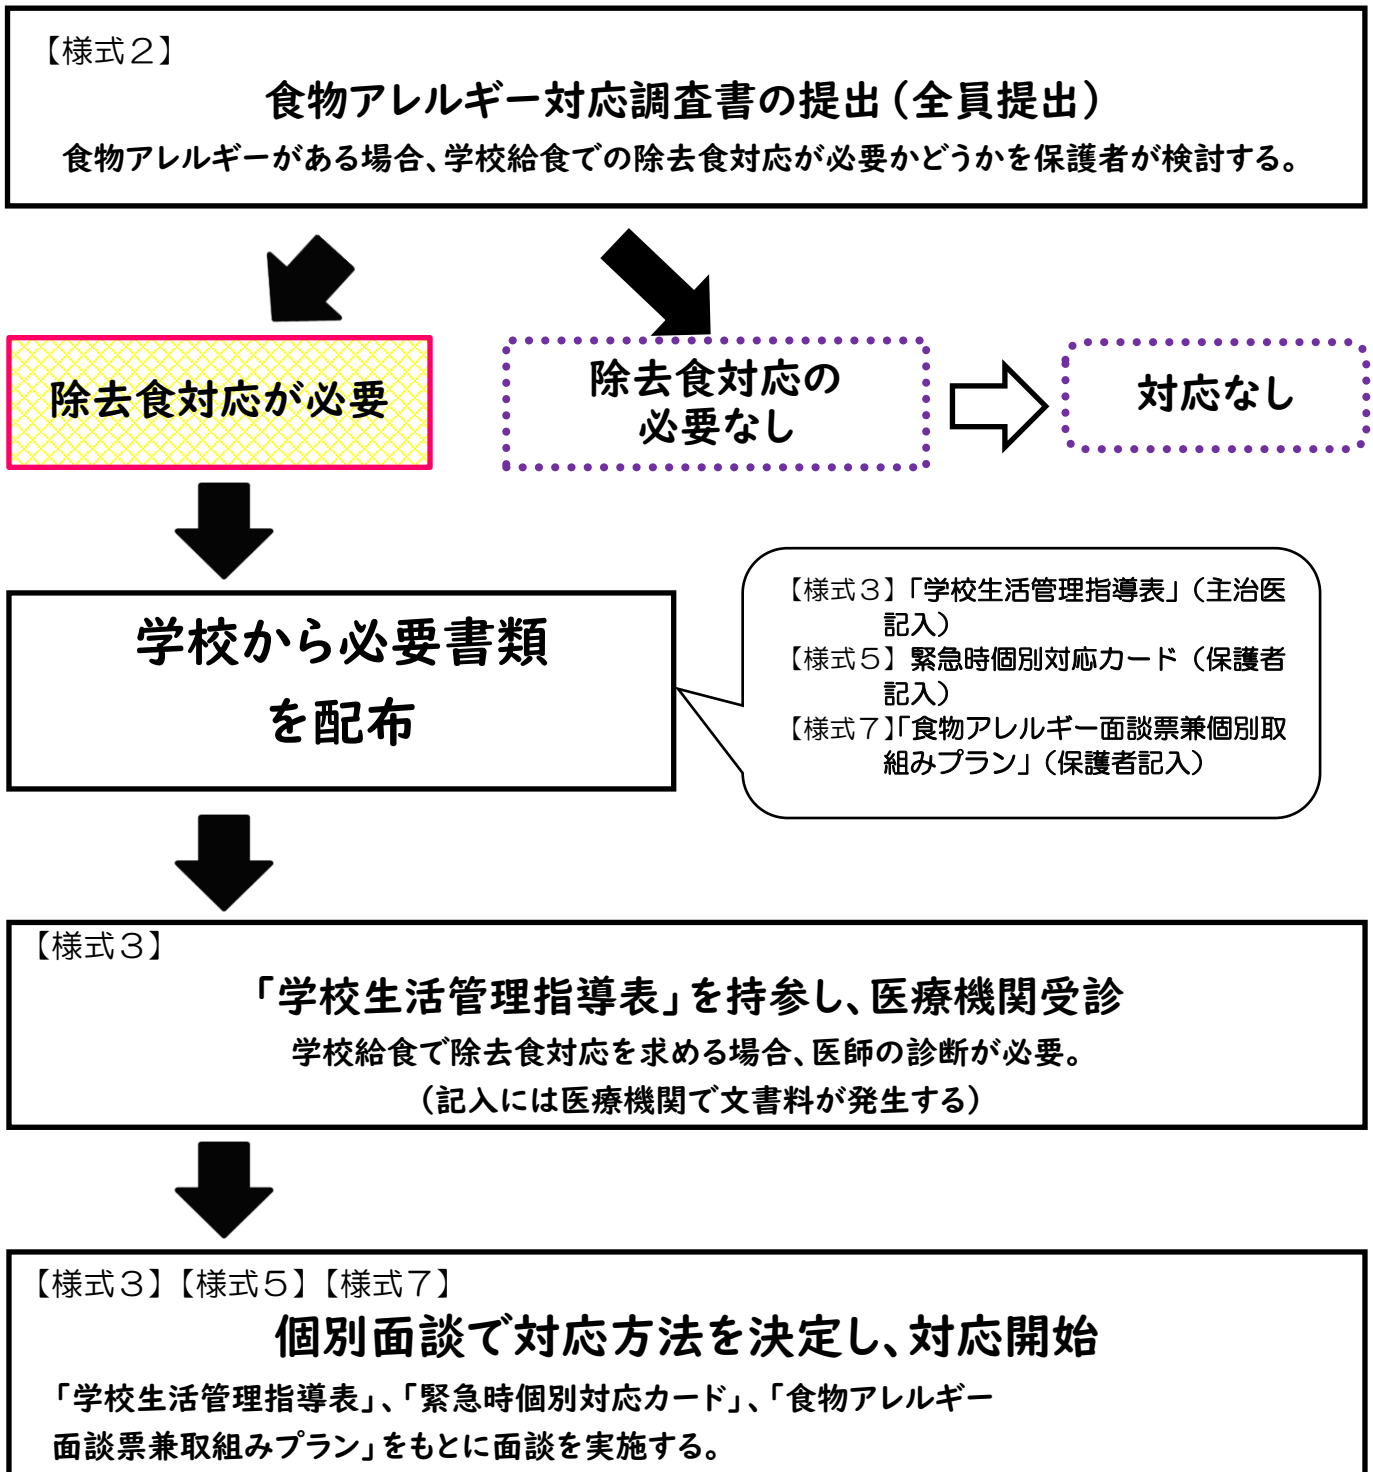 【様式２】
食物アレルギー対応調査書の提出（全員提出）
食物アレルギーがある場合、学校給食での除去食対応が必要かどうかを保護者が検討する。
除去食対応が必要
除去食対応の
必要なし
対応なし
学校から必要書類
を配布
【様式３】「学校生活管理指導表」（主治医
記入）
【様式５】緊急時個別対応カード（保護者
記入）
【様式７】「食物アレルギー面談票兼個別取
組みプラン」（保護者記入）
【様式３】
「学校生活管理指導表」を持参し、医療機関受診
学校給食で除去食対応を求める場合、医師の診断が必要。
（記入には医療機関で文書料が発生する）
【様式３】【様式５】【様式７】
個別面談で対応方法を決定し、対応開始
「学校生活管理指導表」、「緊急時個別対応カード」、「食物アレルギー
面談票兼取組みプラン」をもとに面談を実施する。